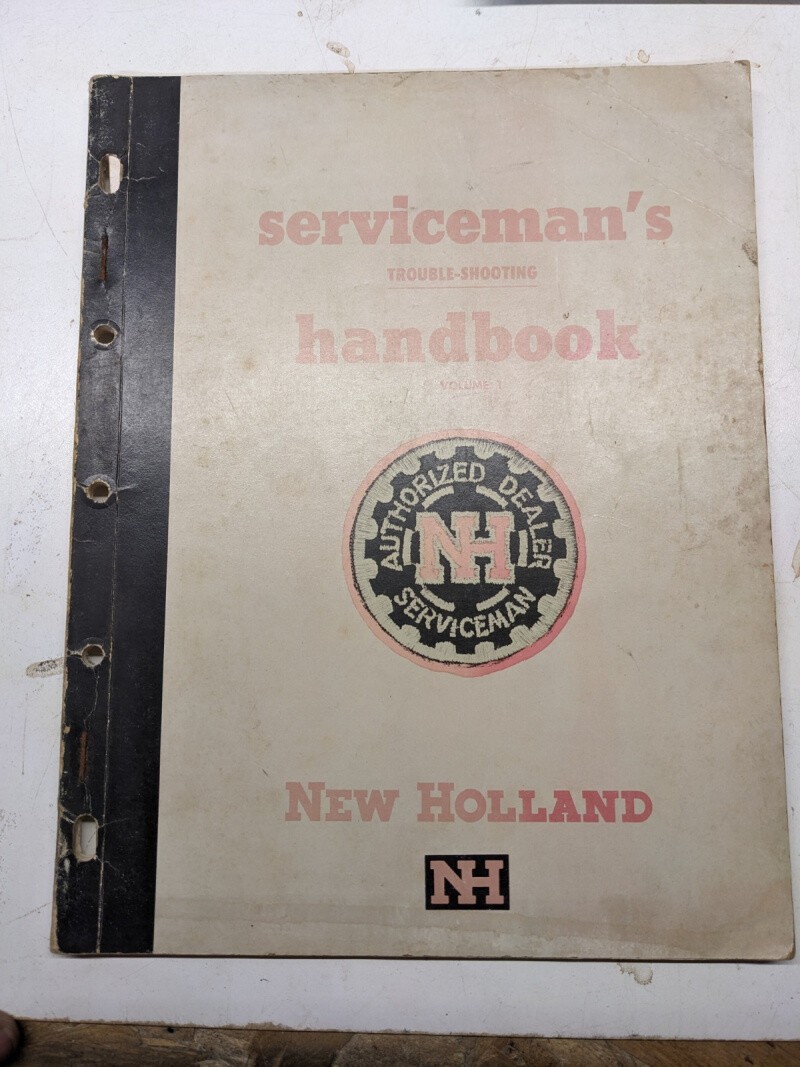 serviceman's
TROUBLE-SHOOTING
handbook
VOLUME 1
AUTHORIZED DEALER
NH
SERVICEMAN
NEW HOLLAND
NH